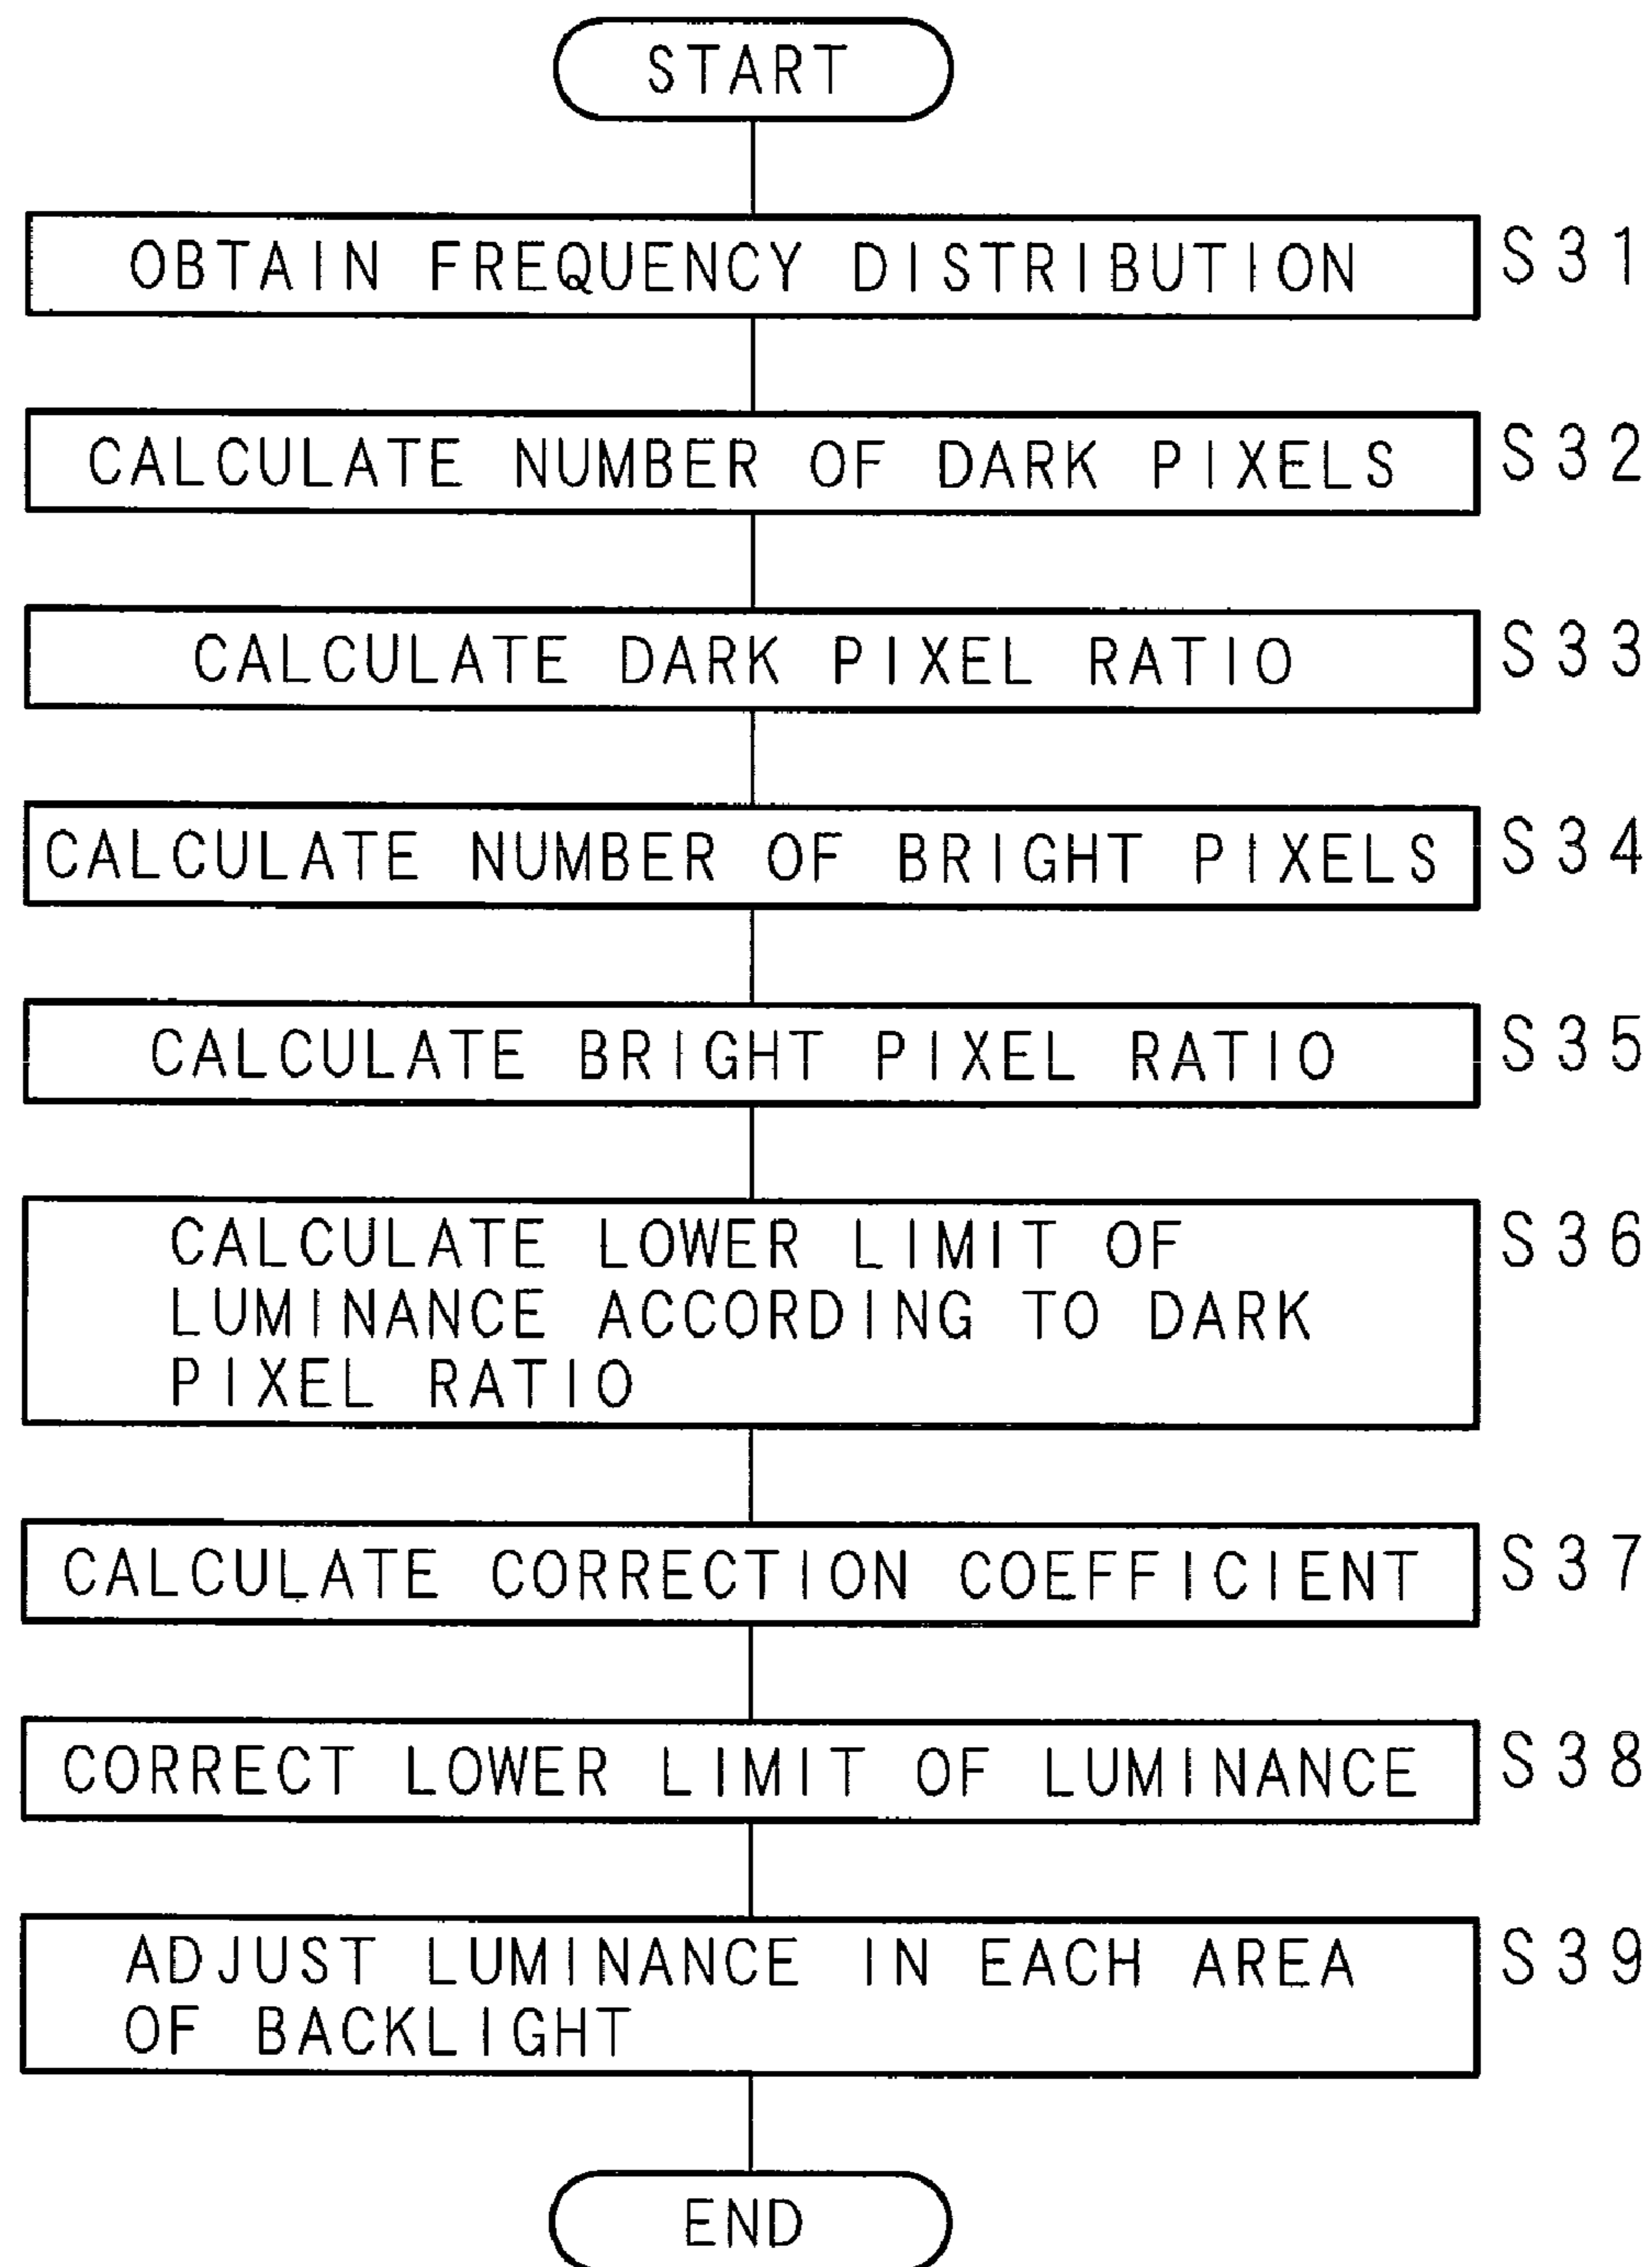 START
OBTAIN FREQUENCY DISTRIBUTION S31
CALCULATE NUMBER OF DARK PIXELS S32
CALCULATE DARK PIXEL RATIO S33
CALCULATE NUMBER OF BRIGHT PIXELS S34
CALCULATE BRIGHT PIXEL RATIO S35
CALCULATE LOWER LIMIT OF S36
LUMINANCE ACCORDING TO DARK
PIXEL RATIO
CALCULATE CORRECTION COEFFICIENT S37
CORRECT LOWER LIMIT OF LUMINANCE S38
ADJUST LUMINANCE IN EACH AREA S39
OF BACKLIGHT
END